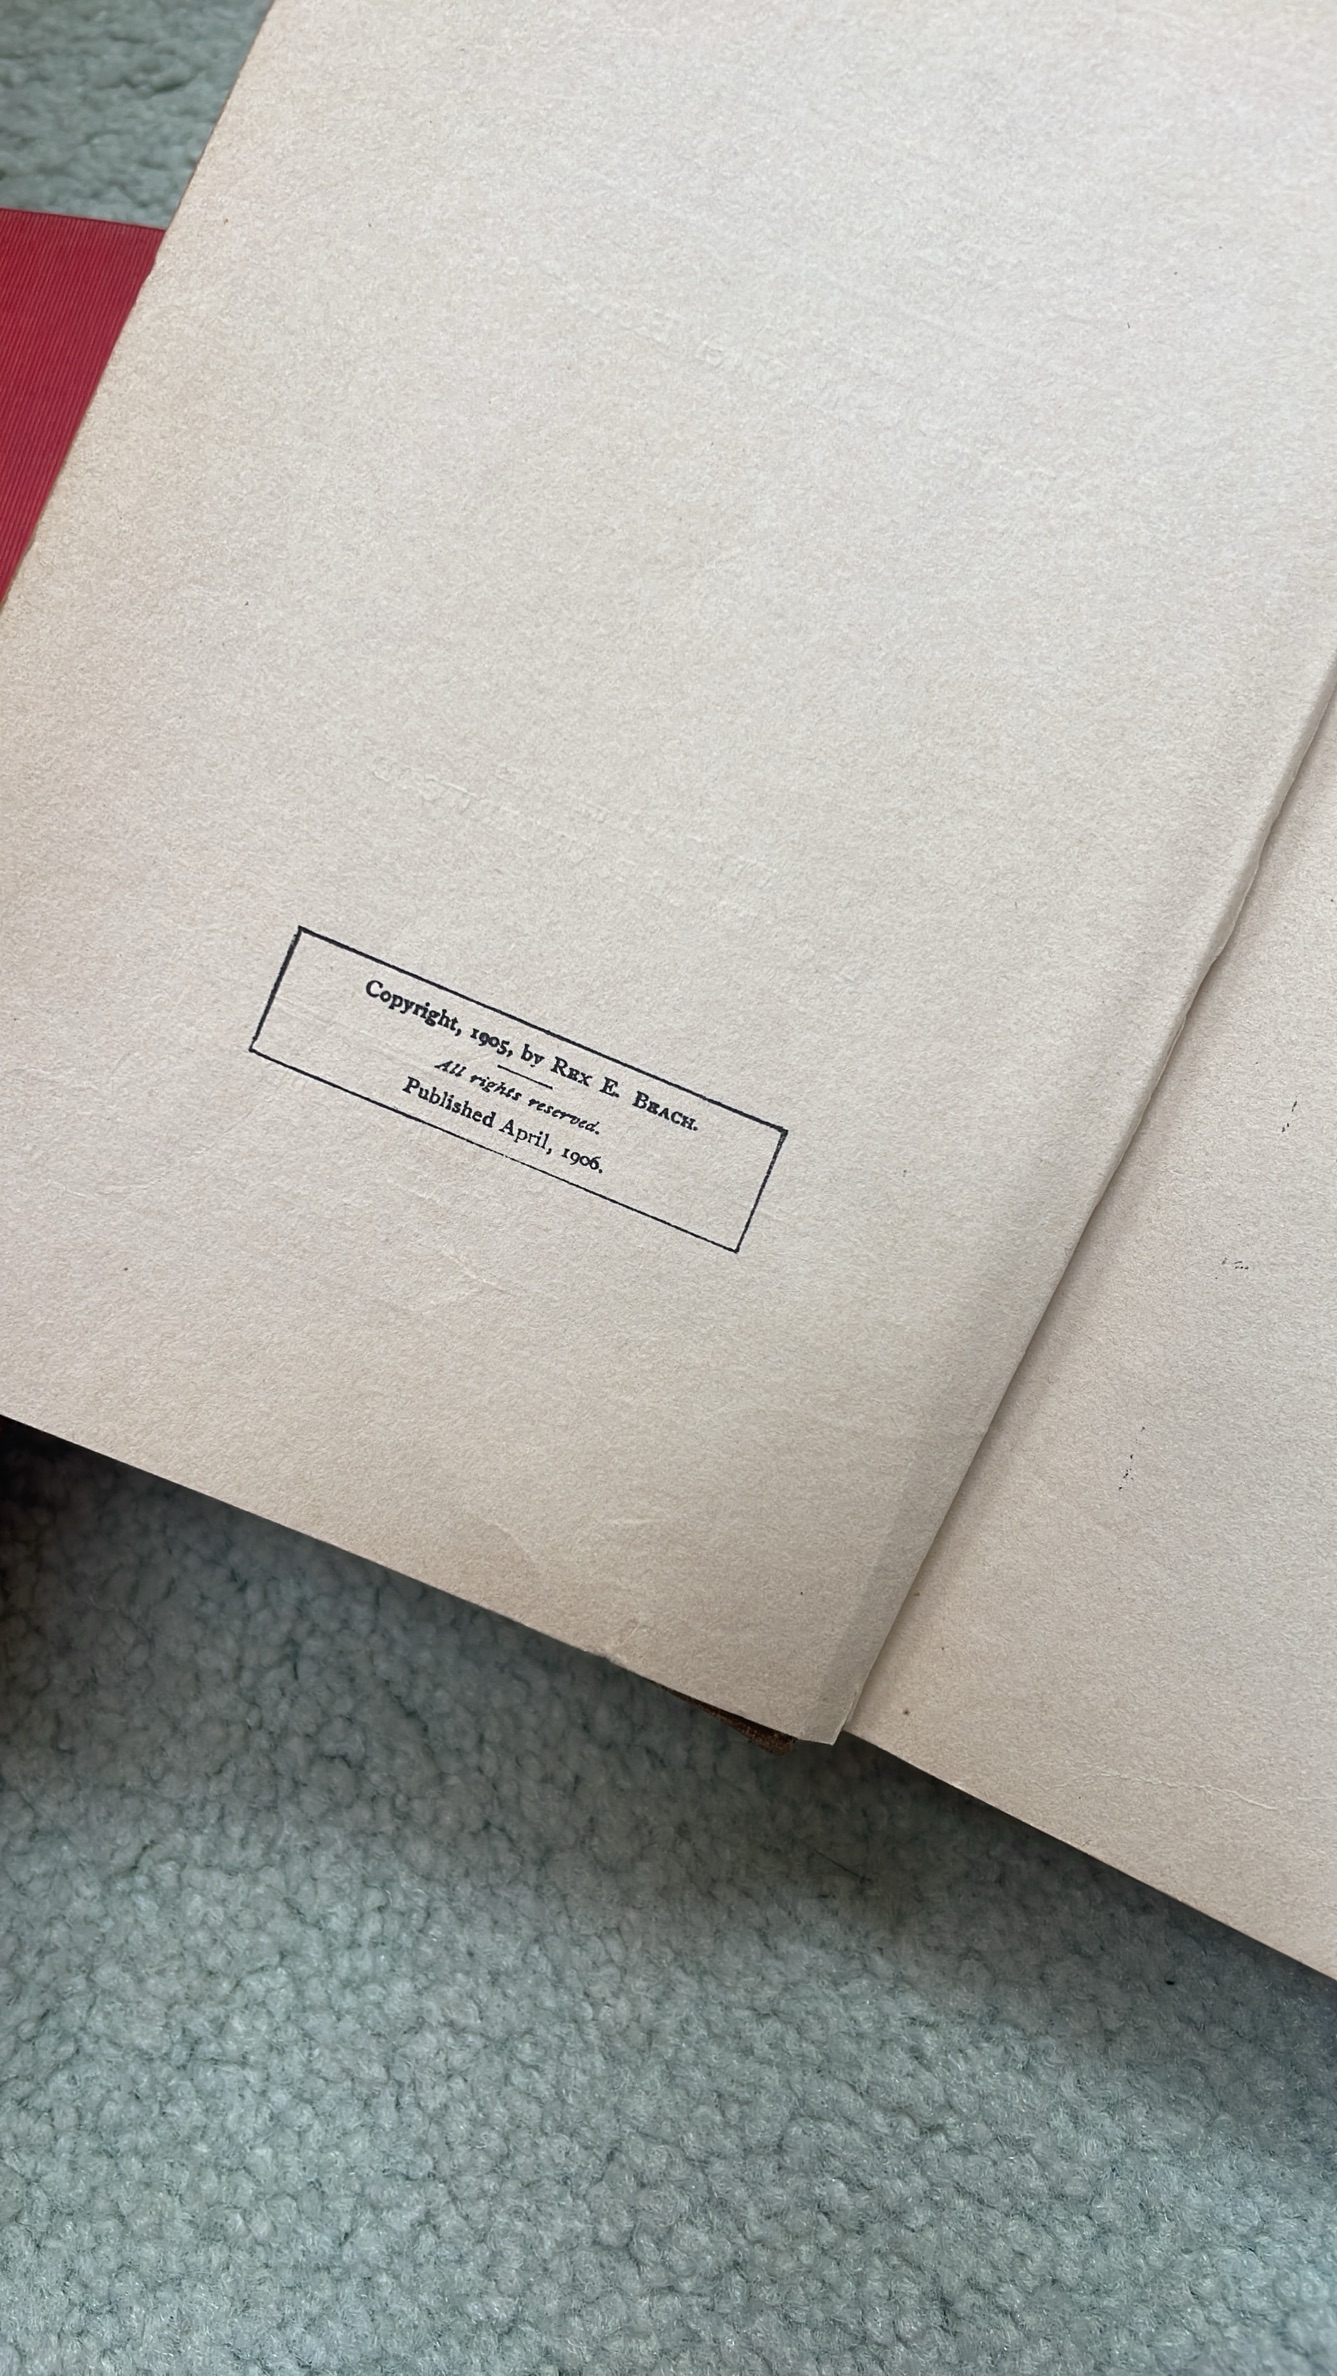 Copyright, 1905, by REX E. BEACH.
All rights reserved.
Published April, 1906.